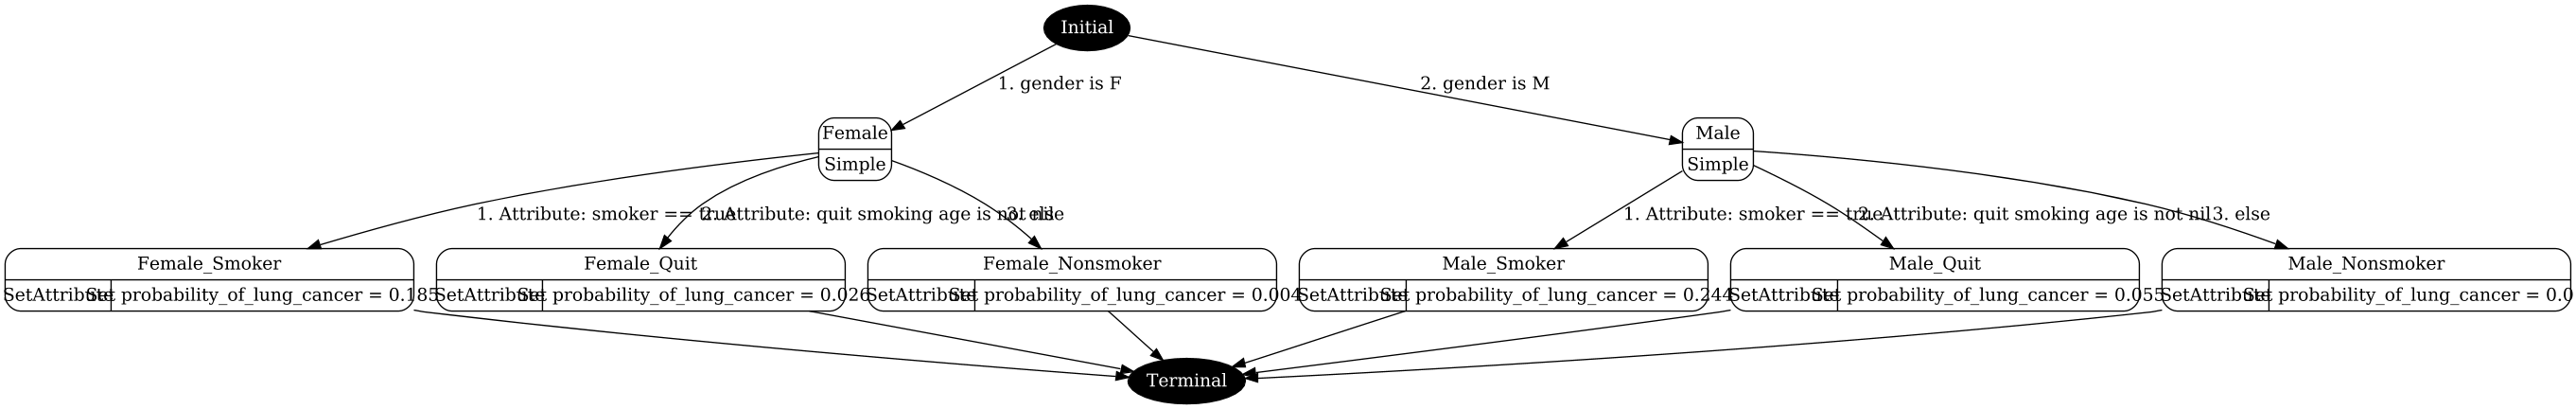 Initial
1. gender is F
2. gender is M
Female
Simple
Male
Simple
1. Attribute: smoker == true
2. Attribute: quit smoking age is not nil
3. else
1. Attribute: smoker == true
2. Attribute: quit smoking age is not nil
3. else
Female_Smoker
SetAttribute
Set probability_of_lung_cancer = 0.185
Female_Quit
SetAttribute
Set probability_of_lung_cancer = 0.026
Female_Nonsmoker
SetAttribute
Set probability_of_lung_cancer = 0.004
Male_Smoker
SetAttribute
Set probability_of_lung_cancer = 0.244
Male_Quit
SetAttribute
Set probability_of_lung_cancer = 0.055
Male_Nonsmoker
SetAttribute
Set probability_of_lung_cancer = 0.0
Terminal